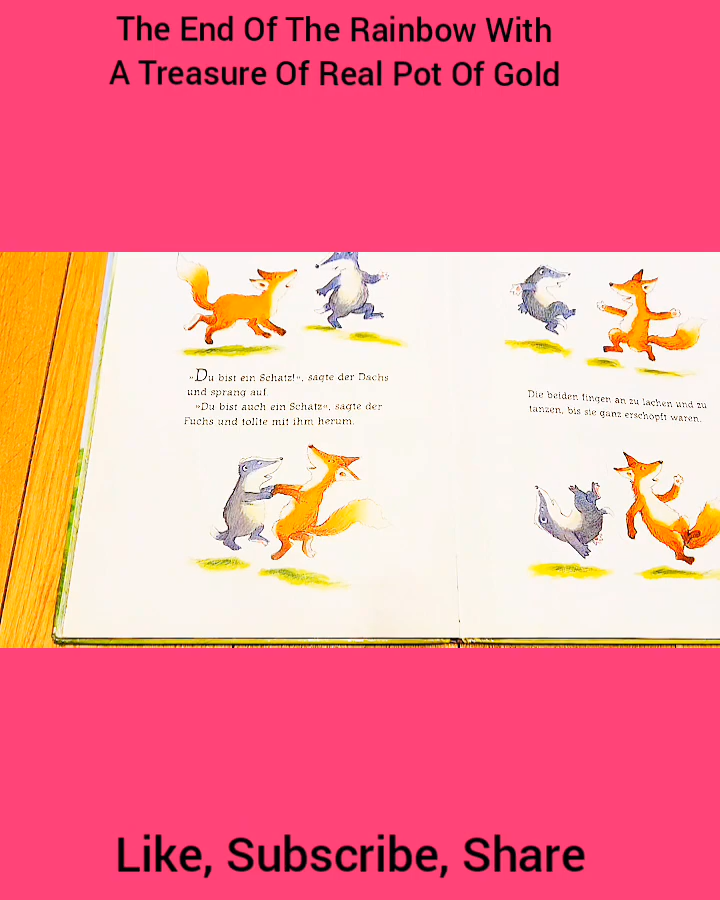 The End Of The Rainbow With
A Treasure Of Real Pot Of Gold
»Du bist ein Schatz!«, sagte der Dachs
und sprang auf.
»Du bist auch ein Schatz«, sagte der
Fuchs und tollte mit ihm herum.
Die beiden fingen an zu lachen und zu
tanzen, bis sie ganz erschöpft waren.
Like, Subscribe, Share